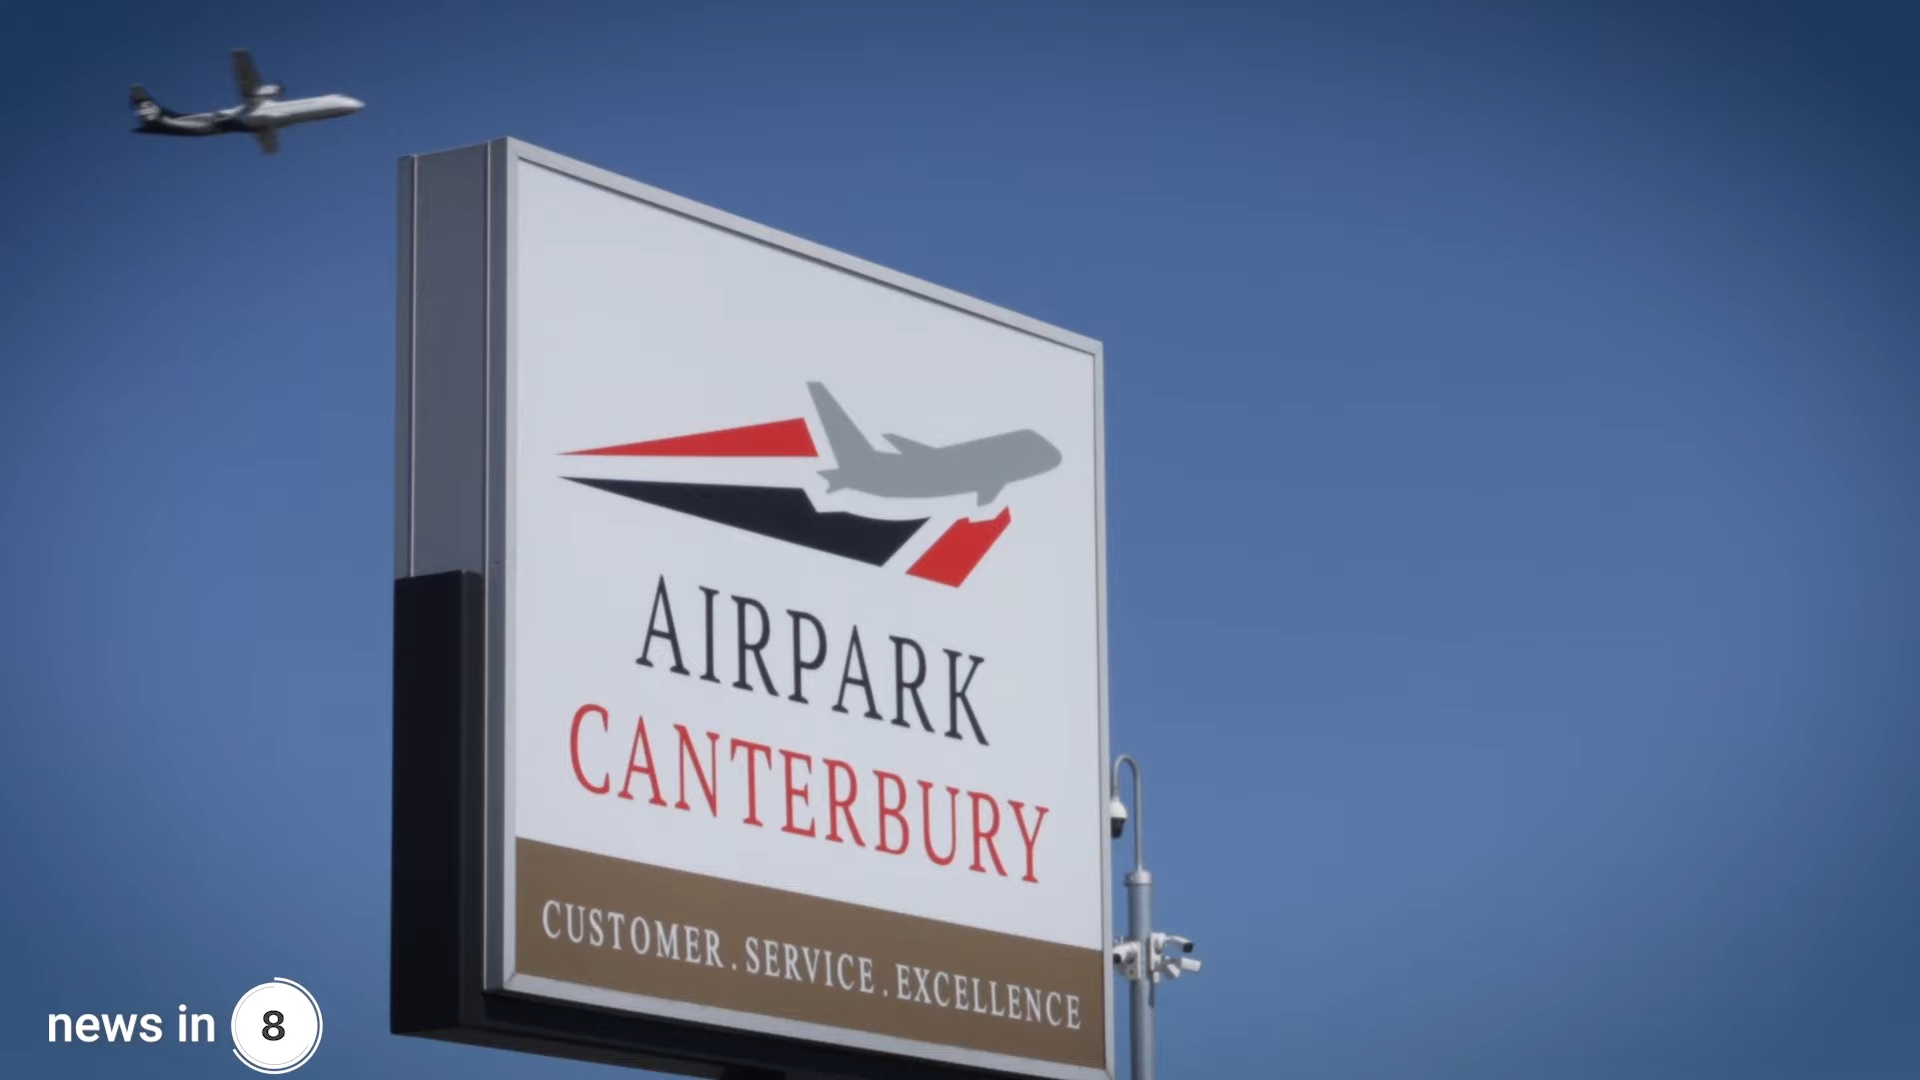 AIRPARK
CANTERBURY
CUSTOMER . SERVICE . EXCELLENCE
news in 8